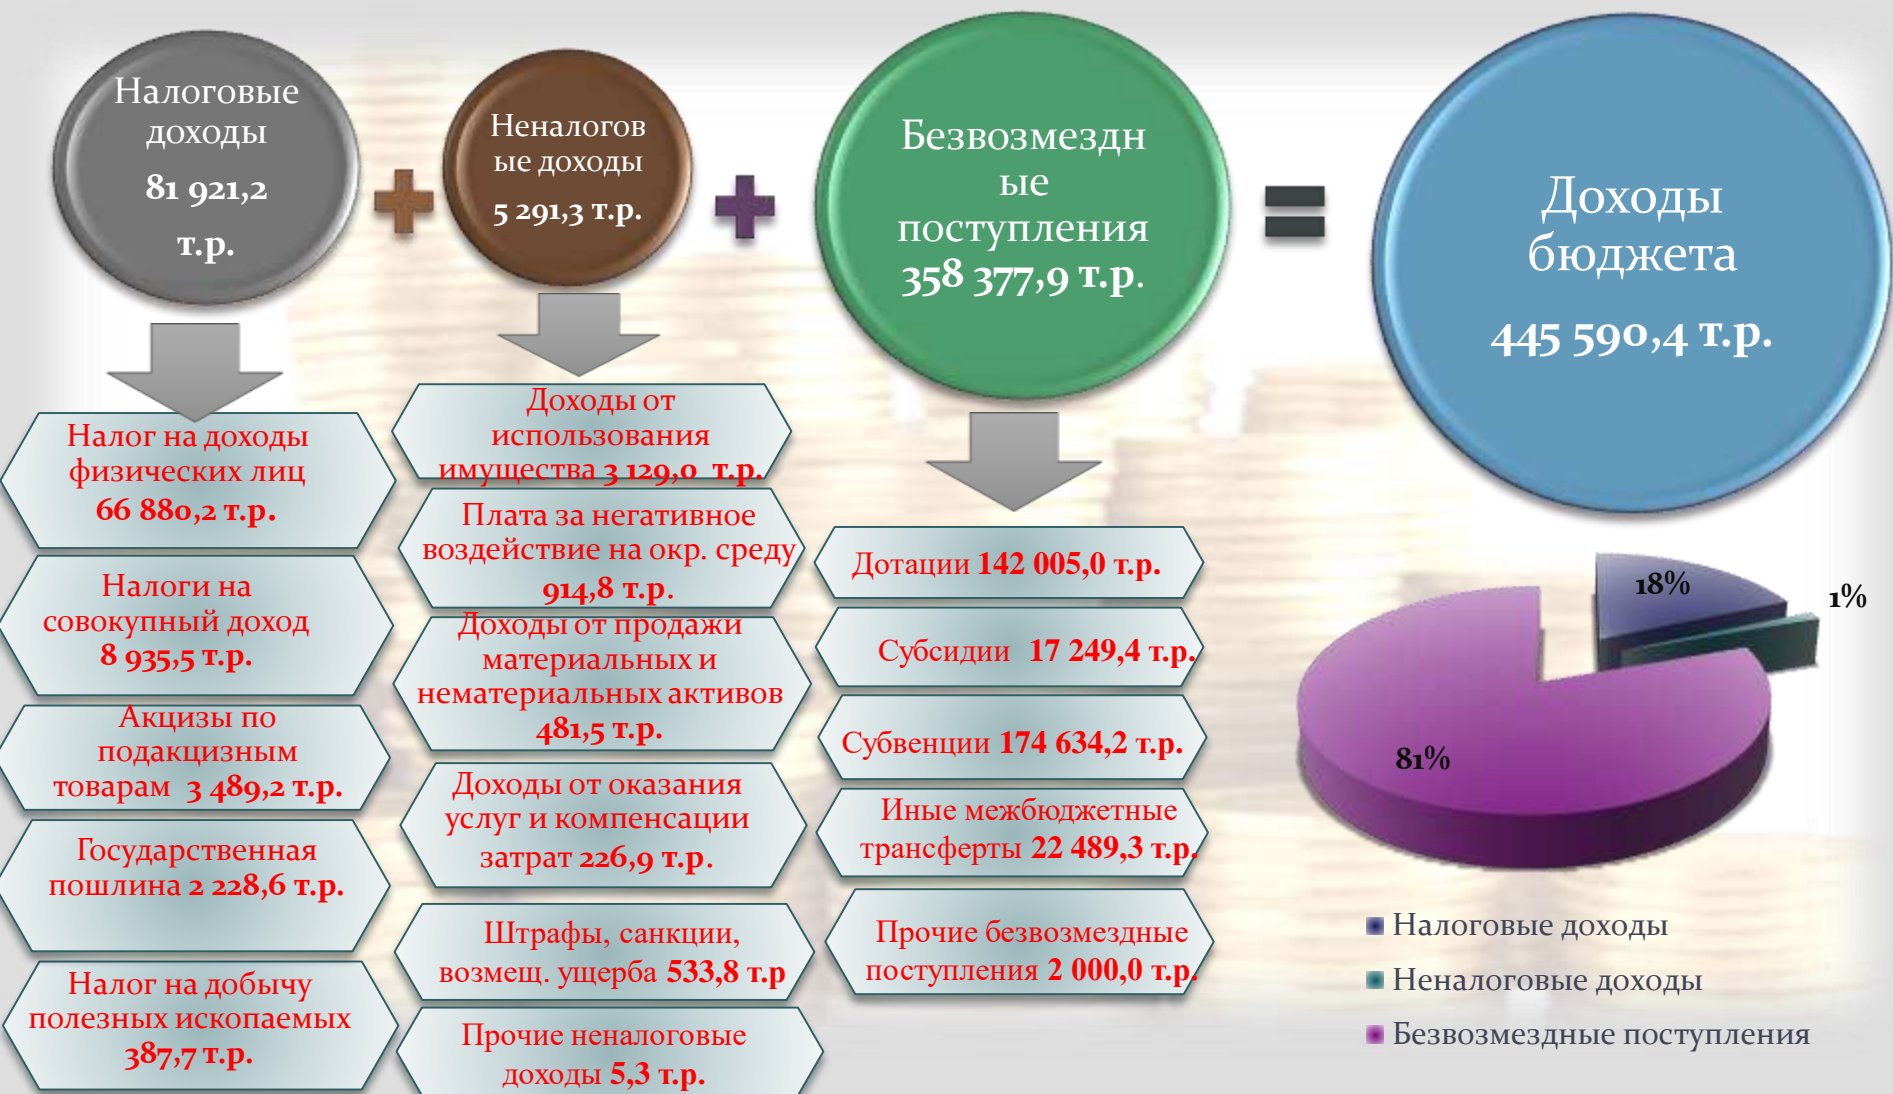 Налоговые
доходы
81 921,2
т.р.
Неналогов
ые доходы
5 291,3 т.р.
Безвозмездн
ые
поступления
358 377,9 т.р.
Доходы
бюджета
445 590,4 т.р.
Налог на доходы
физических лиц
66 880,2 т.р.
Налоги на
совокупный доход
8 935,5 т.р.
Акцизы по
подакцизным
товарам 3 489,2 т.р.
Государственная
пошлина 2 228,6 т.р.
Налог на добычу
полезных ископаемых
387,7 т.р.
Доходы от
использования
имущества 3 129,0 т.р.
Плата за негативное
воздействие на окр. среду
914,8 т.р.
Доходы от продажи
материальных и
нематериальных активов
481,5 т.р.
Доходы от оказания
услуг и компенсации
затрат 226,9 т.р.
Штрафы, санкции,
возмещ. ущерба 533,8 т.р
Прочие неналоговые
доходы 5,3 т.р.
Дотации 142 005,0 т.р.
Субсидии 17 249,4 т.р.
Субвенции 174 634,2 т.р.
Иные межбюджетные
трансферты 22 489,3 т.р.
Прочие безвозмездные
поступления 2 000,0 т.р.
18%
1%
81%
Налоговые доходы
Неналоговые доходы
Безвозмездные поступления